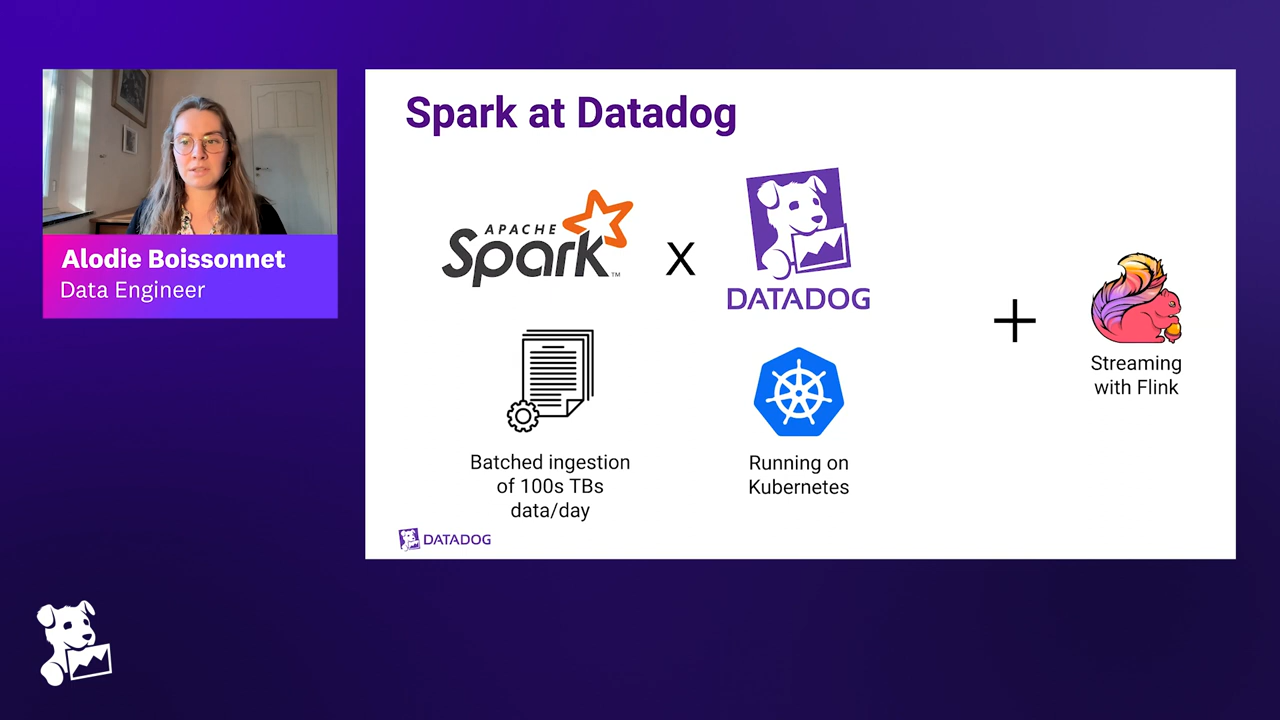 Spark at Datadog
APACHE
Spark™
X
DATADOG
Alodie Boissonnet
Data Engineer
+
Streaming
with Flink
Batched ingestion
of 100s TBs
data/day
Running on
Kubernetes
DATADOG